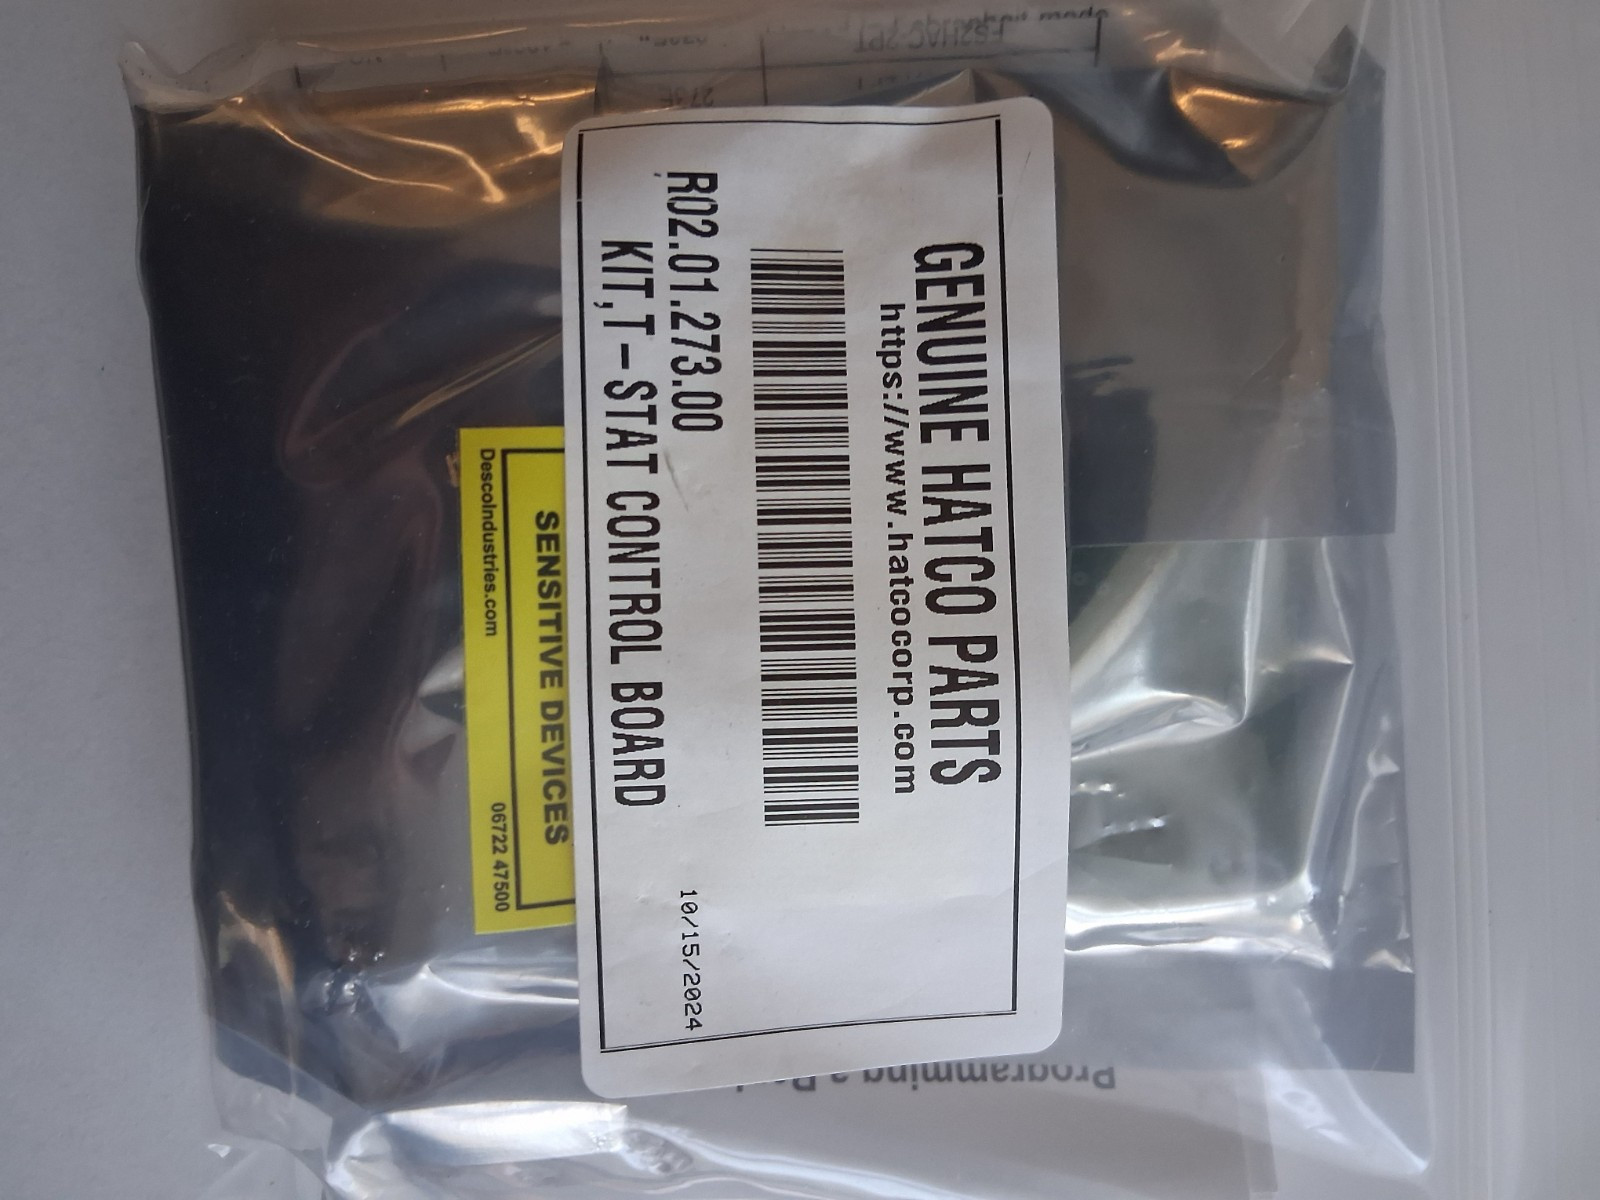 GENUINE HATCO PARTS
https://www.hatcocorp.com
R02.01.273.00
KIT,T-STAT CONTROL BOARD
10/15/2024
SENSITIVE DEVICES
DescoIndustries.com
06722 47500
Programming a